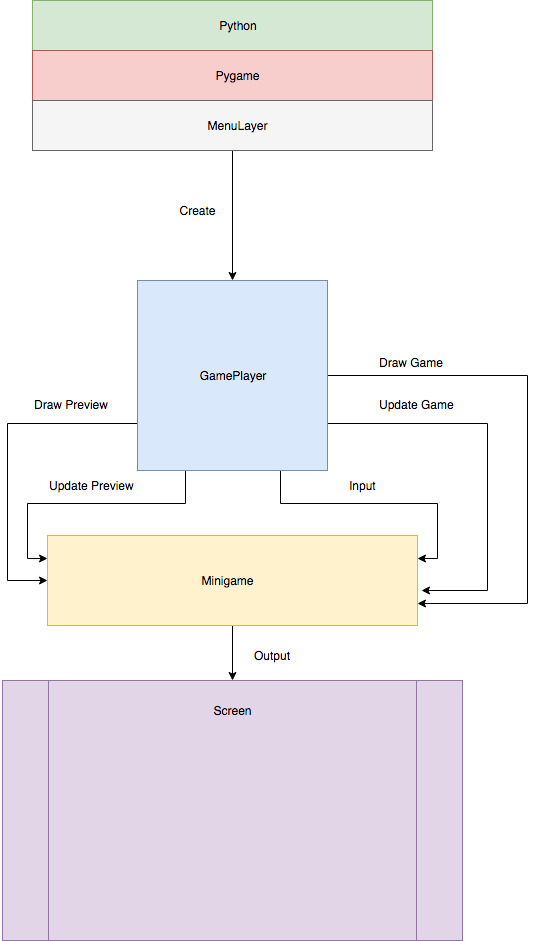 Python
Pygame
MenuLayer
Create
GamePlayer
Draw Game
Draw Preview
Update Game
Update Preview
Input
Minigame
Output
Screen